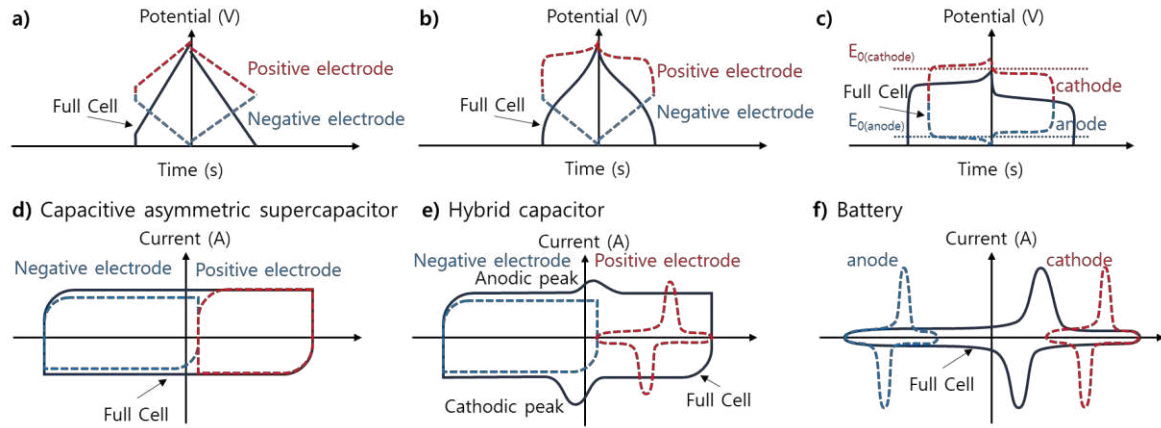 a)
Potential (V)
Positive electrode
Full Cell
Negative electrode
Time (s)
b)
Potential (V)
Positive electrode
Full Cell
Negative electrode
Time (s)
c)
Potential (V)
E0(cathode)
cathode
Full Cell
E0(anode)
anode
Time (s)
d) Capacitive asymmetric supercapacitor
Current (A)
Negative electrode
Positive electrode
Full Cell
e) Hybrid capacitor
Current (A)
Negative electrode
Positive electrode
Anodic peak
Cathodic peak
Full Cell
f) Battery
Current (A)
anode
cathode
Full Cell